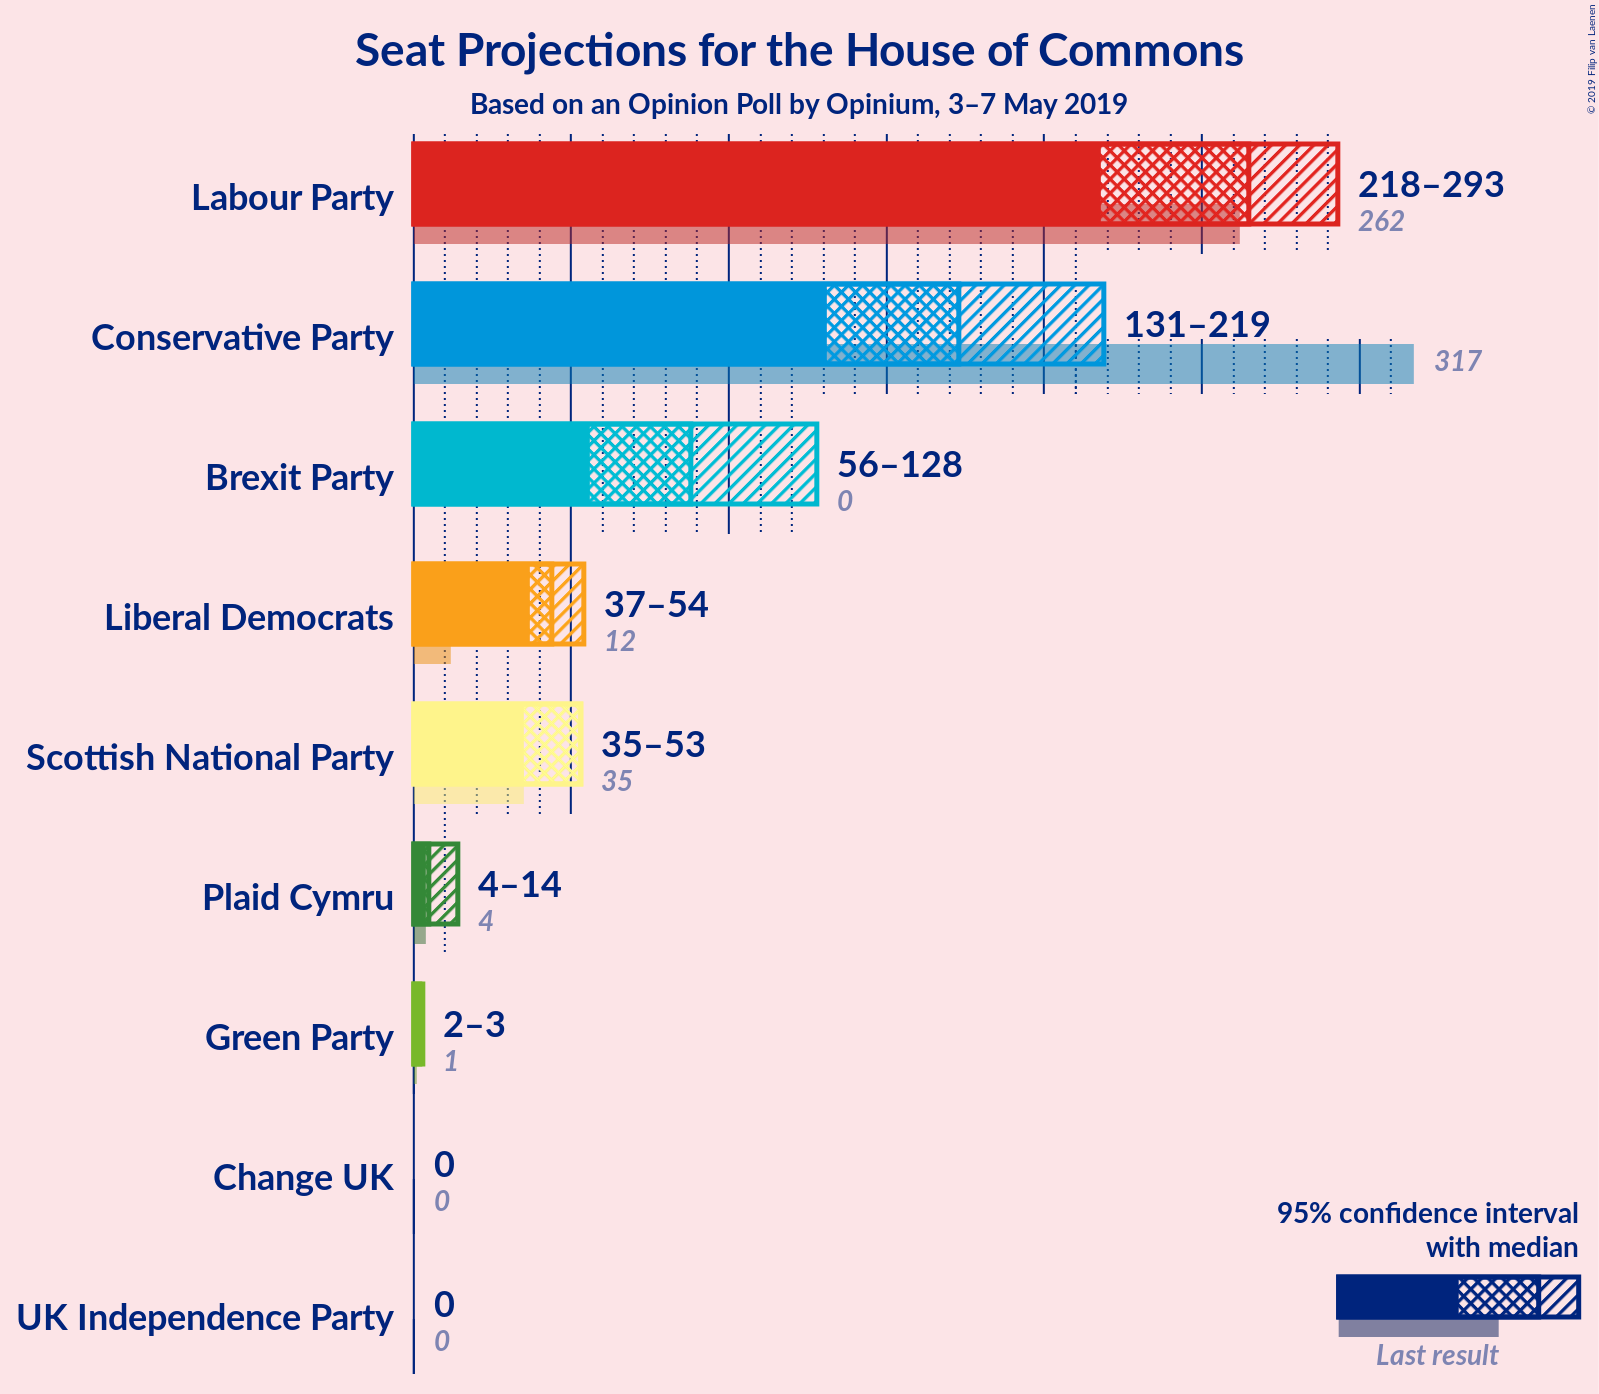 © 2019 Filip van Laenen
Seat Projections for the House of Commons
Based on an Opinion Poll by Opinium, 3–7 May 2019
Labour Party
218–293
262
Conservative Party
131–219
317
Brexit Party
56–128
0
Liberal Democrats
37–54
12
Scottish National Party
35–53
35
Plaid Cymru
4–14
4
Green Party
2–3
1
Change UK
0
0
UK Independence Party
0
0
95% confidence interval
with median
Last result